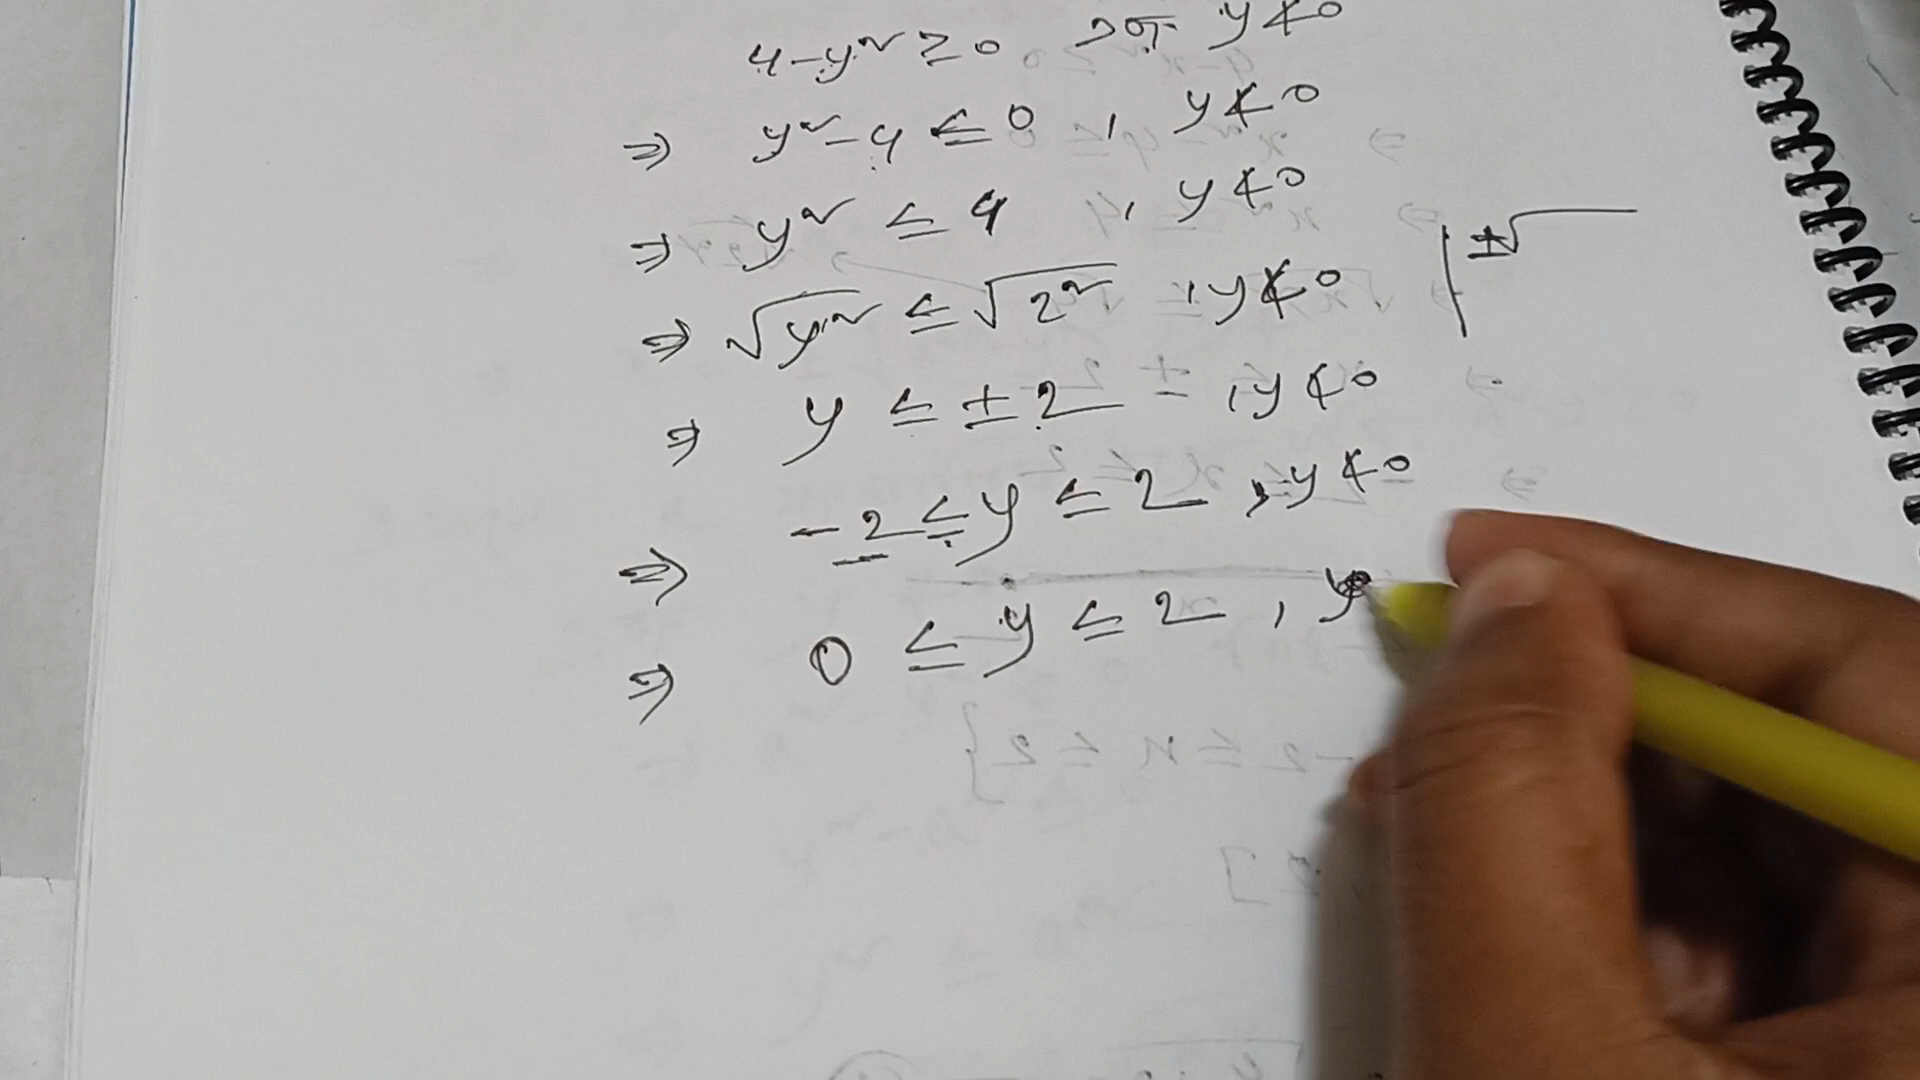 4-y² ≥ 0 এবং y ≮ 0
⇒ y²-4 ≤ 0 , y ≮ 0
⇒ y² ≤ 4 , y ≮ 0
⇒ √y² ≤ √2² , y ≮ 0 | ±√
⇒ y ≤ ± 2 , y ≮ 0
⇒ -2 ≤ y ≤ 2 , y ≮ 0
⇒ 0 ≤ y ≤ 2 , y